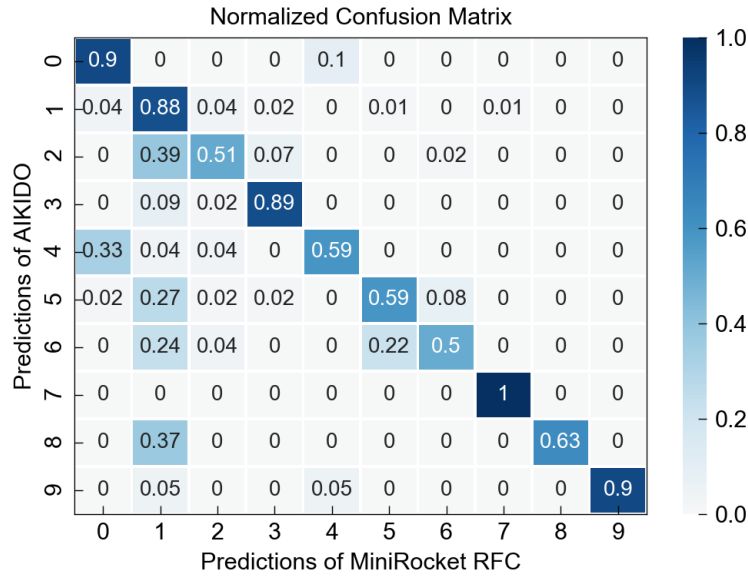 Normalized Confusion Matrix
0 0.9 0 0 0 0.1 0 0 0 0 0
1 0.04 0.88 0.04 0.02 0 0.01 0 0.01 0 0
2 0 0.39 0.51 0.07 0 0 0.02 0 0 0
3 0 0.09 0.02 0.89 0 0 0 0 0 0
4 0.33 0.04 0.04 0 0.59 0 0 0 0 0
5 0.02 0.27 0.02 0.02 0 0.59 0.08 0 0 0
6 0 0.24 0.04 0 0 0.22 0.5 0 0 0
7 0 0 0 0 0 0 0 1 0 0
8 0 0.37 0 0 0 0 0 0 0.63 0
9 0 0.05 0 0 0.05 0 0 0 0 0.9
0 1 2 3 4 5 6 7 8 9
Predictions of MiniRocket RFC
Predictions of AIKIDO
1.0
0.8
0.6
0.4
0.2
0.0